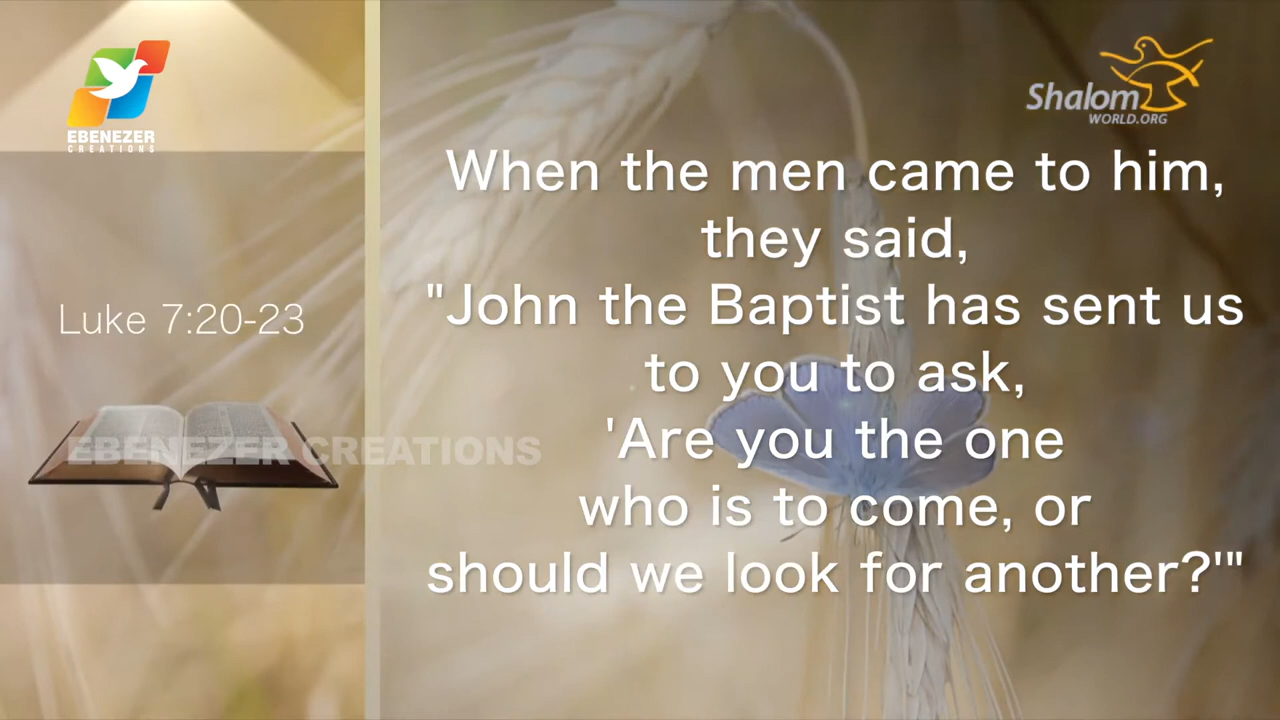 EBENEZER
CREATIONS
Shalom
WORLD.ORG
Luke 7:20-23
EBENEZER CREATIONS
When the men came to him,
they said,
"John the Baptist has sent us
to you to ask,
'Are you the one
who is to come, or
should we look for another?'"